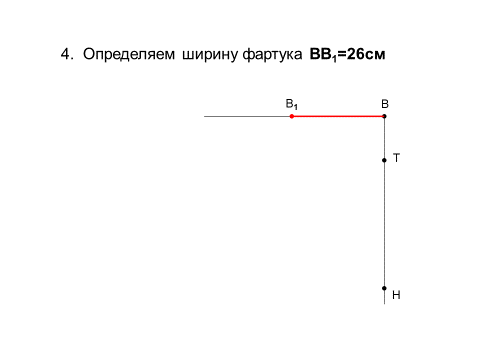 4. Определяем ширину фартука ВВ₁=26см
В₁
В
Т
Н